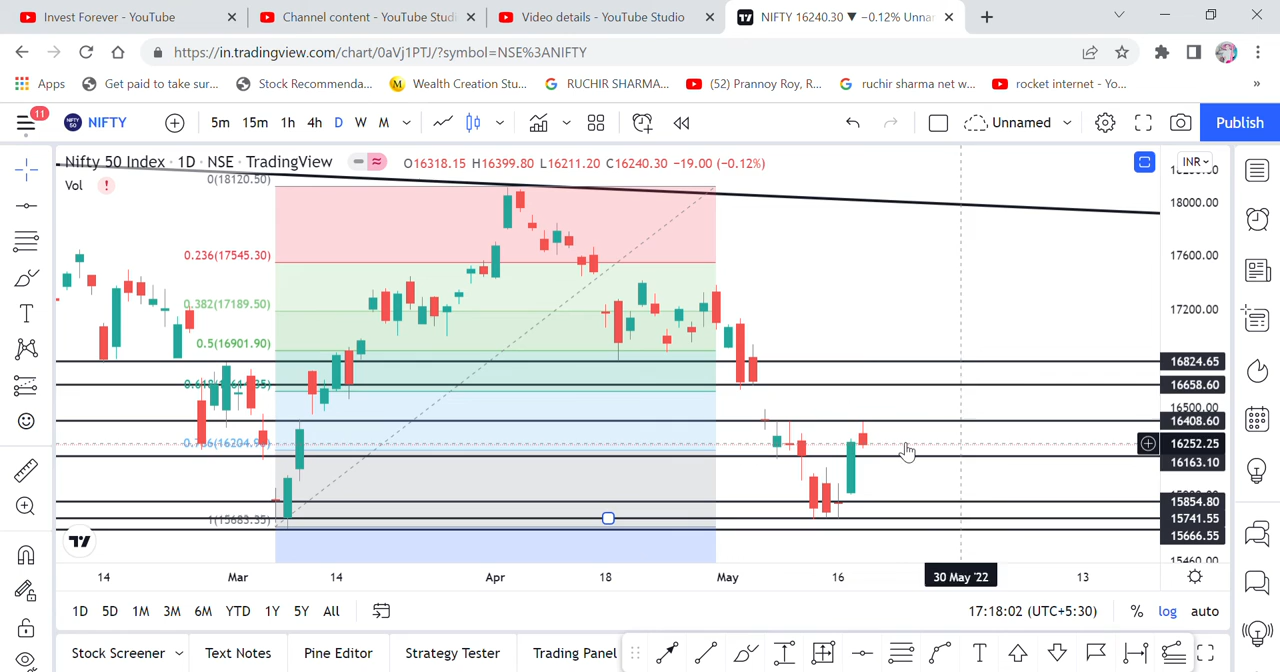 Invest Forever - YouTube
Channel content - YouTube Studi
Video details - YouTube Studio
NIFTY 16240.30 ▼ −0.12% Unnar
https://in.tradingview.com/chart/0aVj1PTJ/?symbol=NSE%3ANIFTY
Apps
Get paid to take sur...
Stock Recommenda...
M
Wealth Creation Stu...
RUCHIR SHARMA...
(52) Prannoy Roy, R...
ruchir sharma net w...
rocket internet - Yo...
»
11
NIFTY
5m 15m 1h 4h D W M
Unnamed
Publish
Nifty 50 Index · 1D · NSE · TradingView
O16318.15 H16399.80 L16211.20 C16240.30 −19.00 (−0.12%)
INR
Vol
0(18120.50)
18000.00
0.236(17545.30)
17600.00
0.382(17189.50)
17200.00
0.5(16901.90)
16824.65
16658.60
16500.00
16408.60
16252.25
16163.10
15854.80
15741.55
1(15683.35)
15666.55
15460.00
14 Mar 14 Apr 18 May 16 30 May '22 13
1D 5D 1M 3M 6M YTD 1Y 5Y All
17:18:02 (UTC+5:30)
% log auto
Stock Screener
Text Notes
Pine Editor
Strategy Tester
Trading Panel